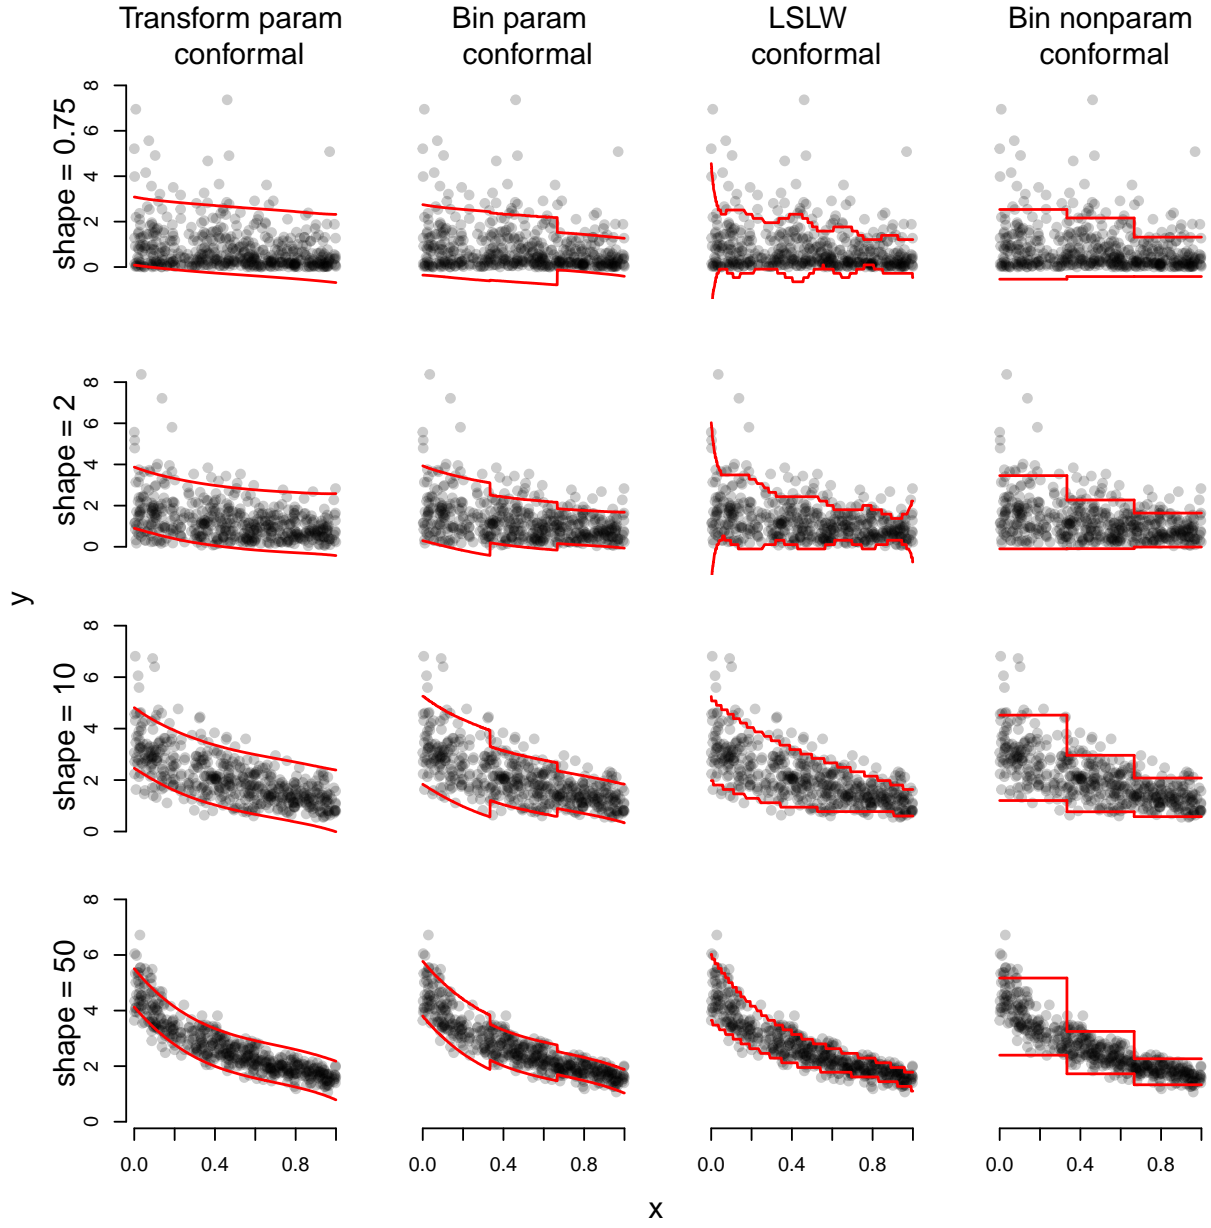 Transform param
conformal
Bin param
conformal
LSLW
conformal
Bin nonparam
conformal
shape = 0.75
0 2 4 6 8
shape = 2
0 2 4 6 8
y
shape = 10
0 2 4 6 8
shape = 50
0 2 4 6 8
0.0 0.4 0.8
0.0 0.4 0.8
0.0 0.4 0.8
0.0 0.4 0.8
x